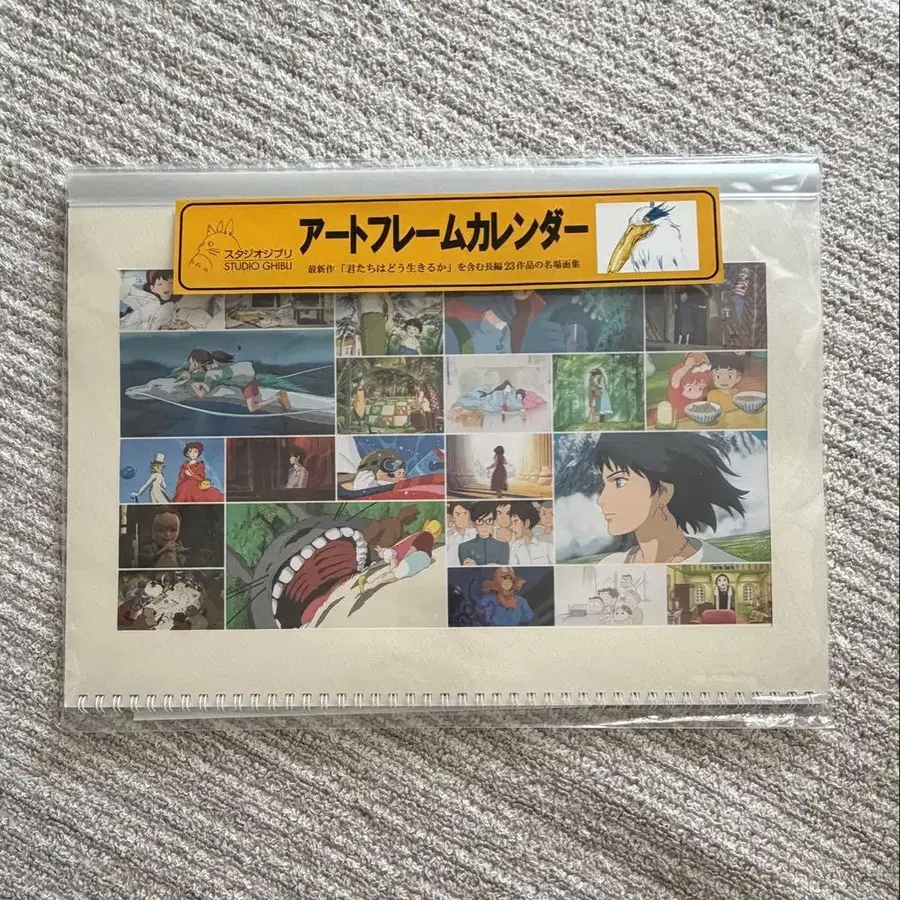 アートフレームカレンダー
スタジオジブリ
STUDIO GHIBLI
最新作「君たちはどう生きるか」を含む長編23作品の名場面集